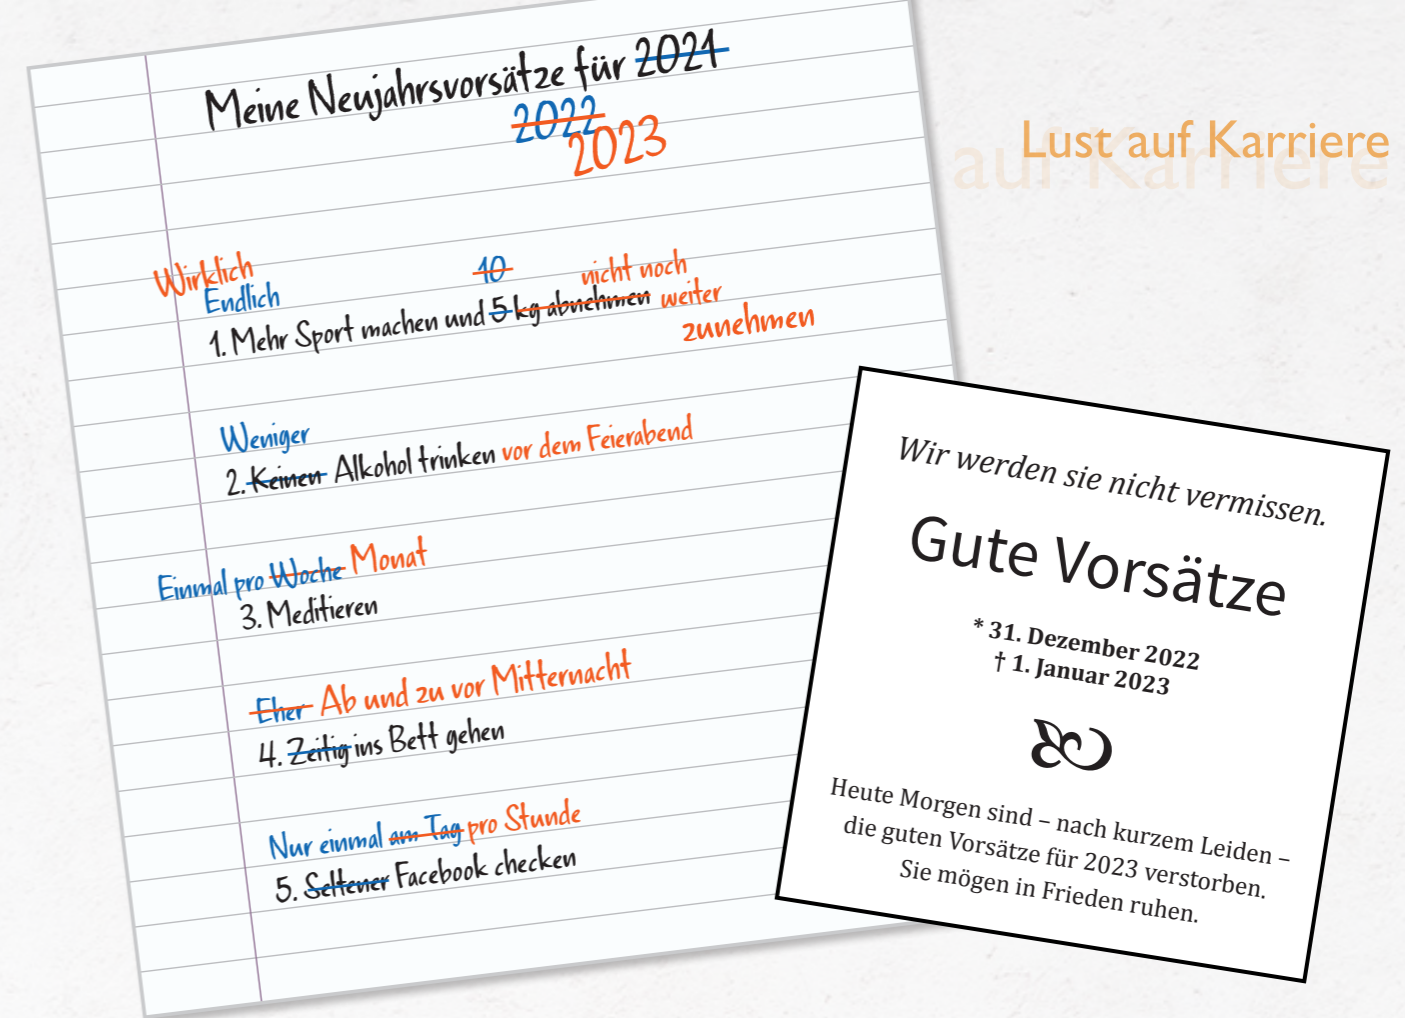 Meine Neujahrsvorsätze für 2021
2022
2023
Lust auf Karriere
auf Karriere
Wirklich
Endlich
10
nicht noch
1. Mehr Sport machen und 5 kg abnehmen weiter
zunehmen
Weniger
2. Keinen Alkohol trinken vor dem Feierabend
Einmal pro Woche Monat
3. Meditieren
Eher Ab und zu vor Mitternacht
4. Zeitig ins Bett gehen
Nur einmal am Tag pro Stunde
5. Seltener Facebook checken
Wir werden sie nicht vermissen.
Gute Vorsätze
* 31. Dezember 2022
† 1. Januar 2023
Heute Morgen sind – nach kurzem Leiden –
die guten Vorsätze für 2023 verstorben.
Sie mögen in Frieden ruhen.